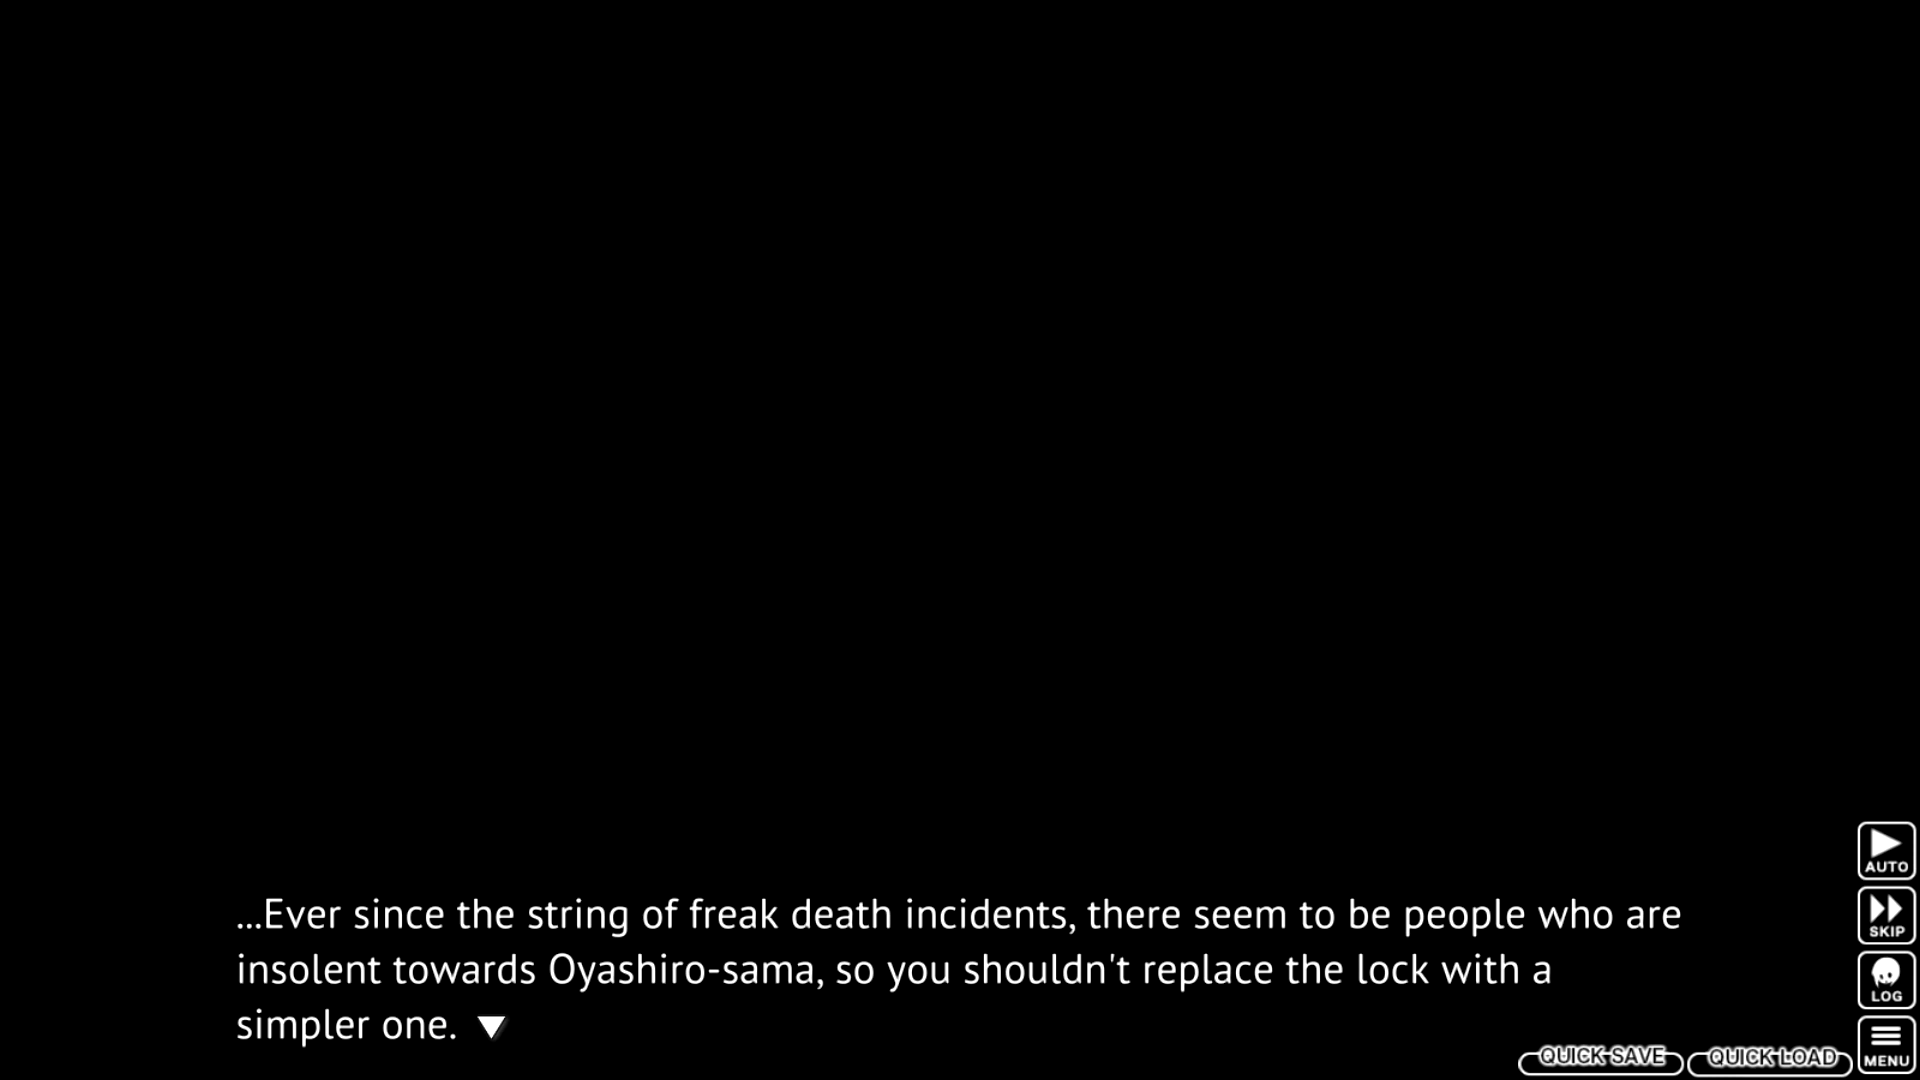 ...Ever since the string of freak death incidents, there seem to be people who are
insolent towards Oyashiro-sama, so you shouldn't replace the lock with a
simpler one.
AUTO
SKIP
LOG
MENU
QUICK SAVE
QUICK LOAD